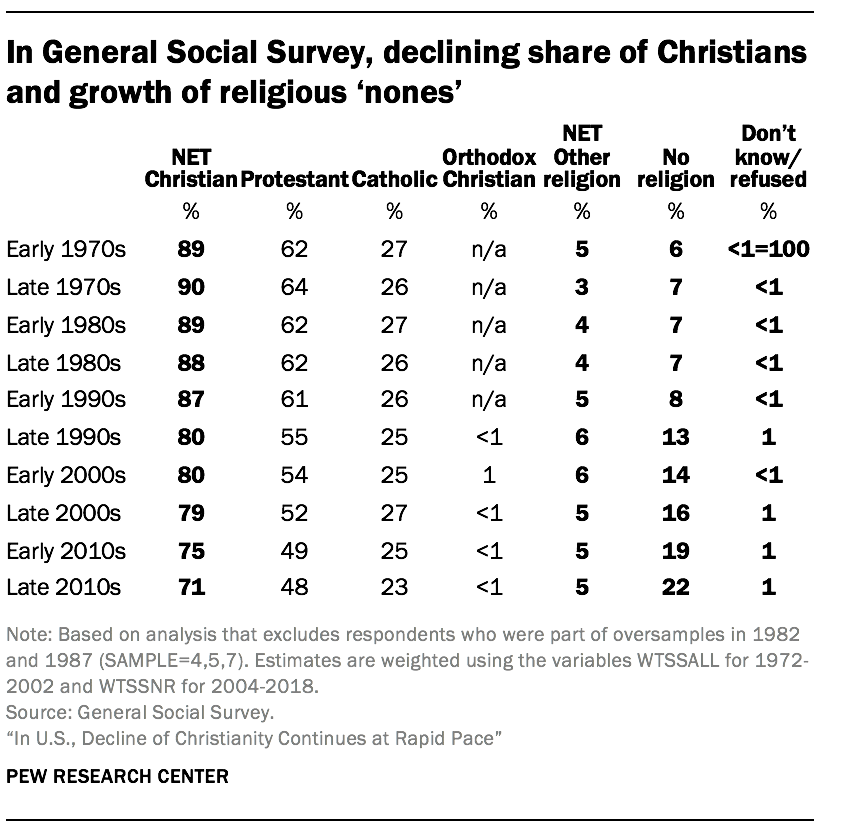 In General Social Survey, declining share of Christians
and growth of religious ‘nones’
NET Christian Protestant Catholic Orthodox Christian NET Other religion No religion Don’t know/ refused
% % % % % % %
Early 1970s 89 62 27 n/a 5 6 <1=100
Late 1970s 90 64 26 n/a 3 7 <1
Early 1980s 89 62 27 n/a 4 7 <1
Late 1980s 88 62 26 n/a 4 7 <1
Early 1990s 87 61 26 n/a 5 8 <1
Late 1990s 80 55 25 <1 6 13 1
Early 2000s 80 54 25 1 6 14 <1
Late 2000s 79 52 27 <1 5 16 1
Early 2010s 75 49 25 <1 5 19 1
Late 2010s 71 48 23 <1 5 22 1
Note: Based on analysis that excludes respondents who were part of oversamples in 1982
and 1987 (SAMPLE=4,5,7). Estimates are weighted using the variables WTSSALL for 1972-
2002 and WTSSNR for 2004-2018.
Source: General Social Survey.
“In U.S., Decline of Christianity Continues at Rapid Pace”
PEW RESEARCH CENTER